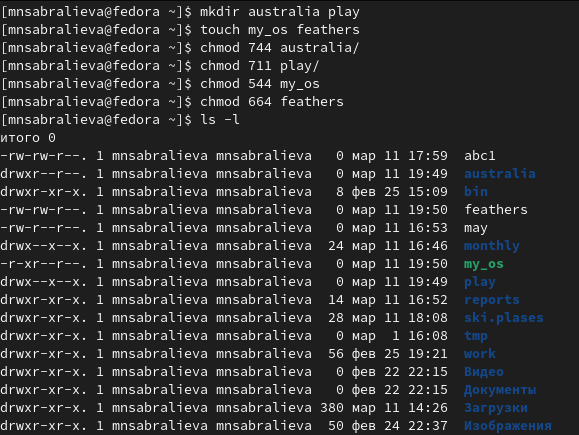 [mnsabralieva@fedora ~]$ mkdir australia play
[mnsabralieva@fedora ~]$ touch my_os feathers
[mnsabralieva@fedora ~]$ chmod 744 australia/
[mnsabralieva@fedora ~]$ chmod 711 play/
[mnsabralieva@fedora ~]$ chmod 544 my_os
[mnsabralieva@fedora ~]$ chmod 664 feathers
[mnsabralieva@fedora ~]$ ls -l
итого 0
-rw-rw-r--. 1 mnsabralieva mnsabralieva   0 мар 11 17:59  abc1
drwxr--r--. 1 mnsabralieva mnsabralieva   0 мар 11 19:49  australia
drwxr-xr-x. 1 mnsabralieva mnsabralieva   8 фев 25 15:09  bin
-rw-rw-r--. 1 mnsabralieva mnsabralieva   0 мар 11 19:50  feathers
-rw-r--r--. 1 mnsabralieva mnsabralieva   0 мар 11 16:53  may
drwx--x--x. 1 mnsabralieva mnsabralieva  24 мар 11 16:46  monthly
-r-xr--r--. 1 mnsabralieva mnsabralieva   0 мар 11 19:50  my_os
drwx--x--x. 1 mnsabralieva mnsabralieva   0 мар 11 19:49  play
drwxr-xr-x. 1 mnsabralieva mnsabralieva  14 мар 11 16:52  reports
drwxr-xr-x. 1 mnsabralieva mnsabralieva  28 мар 11 18:08  ski.plases
drwxr-xr-x. 1 mnsabralieva mnsabralieva   0 мар  1 16:08  tmp
drwxr-xr-x. 1 mnsabralieva mnsabralieva  56 фев 25 19:21  work
drwxr-xr-x. 1 mnsabralieva mnsabralieva   0 фев 22 22:15  Видео
drwxr-xr-x. 1 mnsabralieva mnsabralieva   0 фев 22 22:15  Документы
drwxr-xr-x. 1 mnsabralieva mnsabralieva 380 мар 11 14:26  Загрузки
drwxr-xr-x. 1 mnsabralieva mnsabralieva  50 фев 24 22:37  Изображения